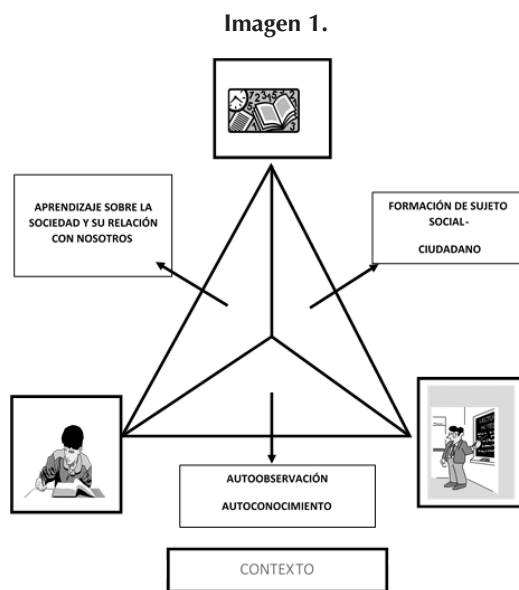 Imagen 1.
APRENDIZAJE SOBRE LA
SOCIEDAD Y SU RELACIÓN
CON NOSOTROS
FORMACIÓN DE SUJETO
SOCIAL-
CIUDADANO
AUTOOBSERVACIÓN
AUTOCONOCIMIENTO
CONTEXTO